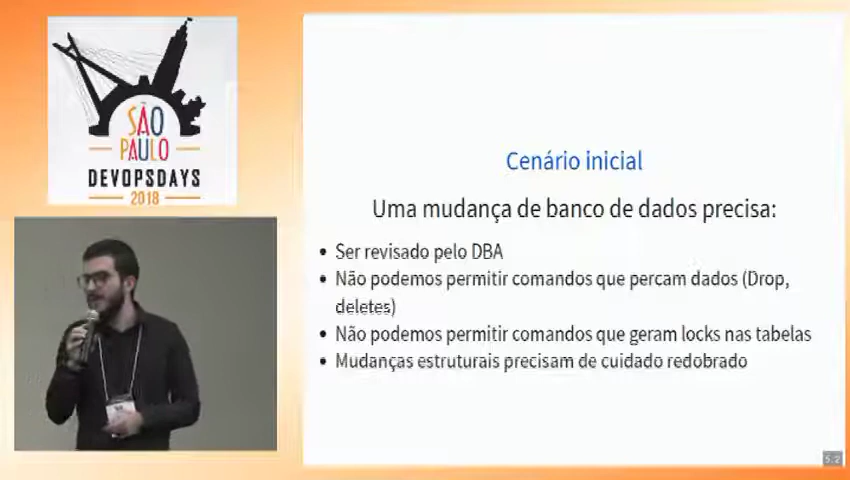 SÃO
PAULO
DEVOPSDAYS
2018
Cenário inicial
Uma mudança de banco de dados precisa:
• Ser revisado pelo DBA
• Não podemos permitir comandos que percam dados (Drop,
deletes)
• Não podemos permitir comandos que geram locks nas tabelas
• Mudanças estruturais precisam de cuidado redobrado
5.2